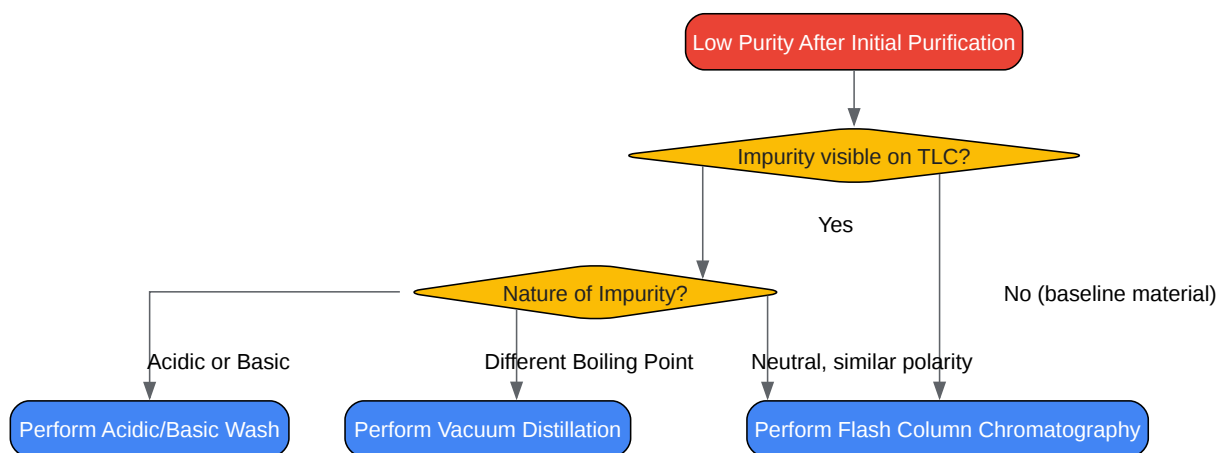 Low Purity After Initial Purification
Impurity visible on TLC?
Yes
Nature of Impurity?
No (baseline material)
Acidic or Basic
Different Boiling Point
Neutral, similar polarity
Perform Acidic/Basic Wash
Perform Vacuum Distillation
Perform Flash Column Chromatography